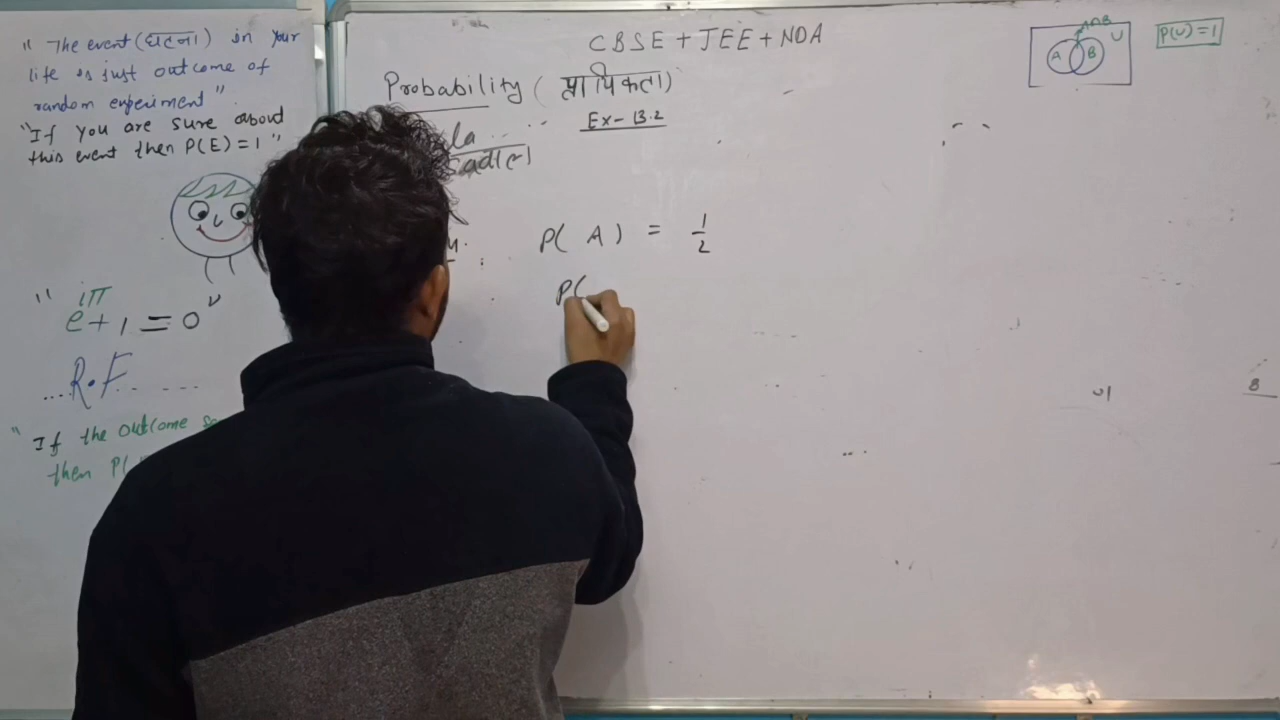 " The event (घटना) in your
life is just outcome of
random experiment".
"If you are sure about
this event then P(E)=1"
" e^{iπ}+1=0"
....R.F.. - - - -
" If the outcome
then P(
CBSE + JEE + NDA
Probability ( प्रायिकता)
Ex-13.2
P( A ) = 1/2
P(
A∩B
A B U
P(U)=1
8